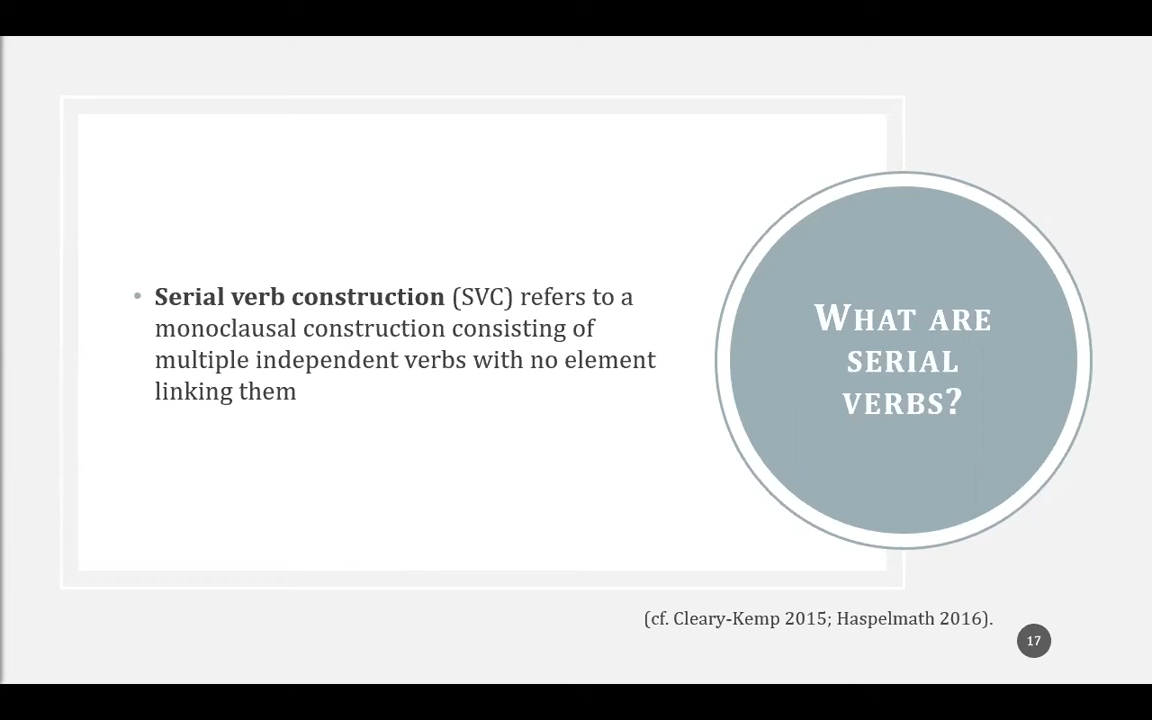 Serial verb construction (SVC) refers to a
monoclausal construction consisting of
multiple independent verbs with no element
linking them
WHAT ARE
SERIAL
VERBS?
(cf. Cleary-Kemp 2015; Haspelmath 2016).
17